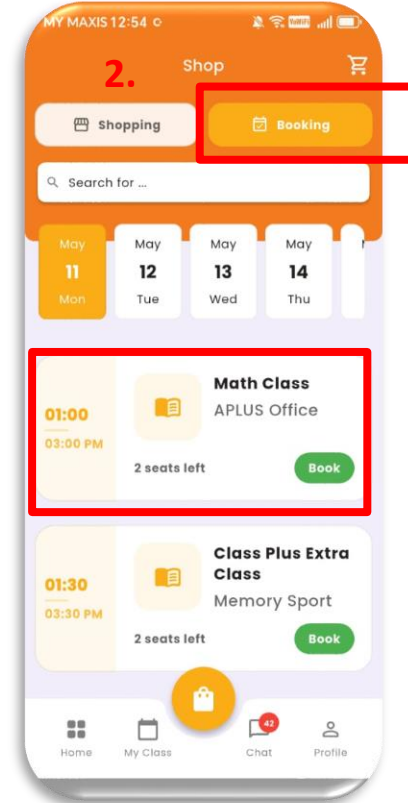 MY MAXIS 12:54
VoWiFi
2.
Shop
Shopping
Booking
Search for ...
May May May May
11 12 13 14
Mon Tue Wed Thu
Math Class
01:00
APLUS Office
03:00 PM
2 seats left
Book
Class Plus Extra
Class
01:30
Memory Sport
03:30 PM
2 seats left
Book
42
Home My Class Chat Profile